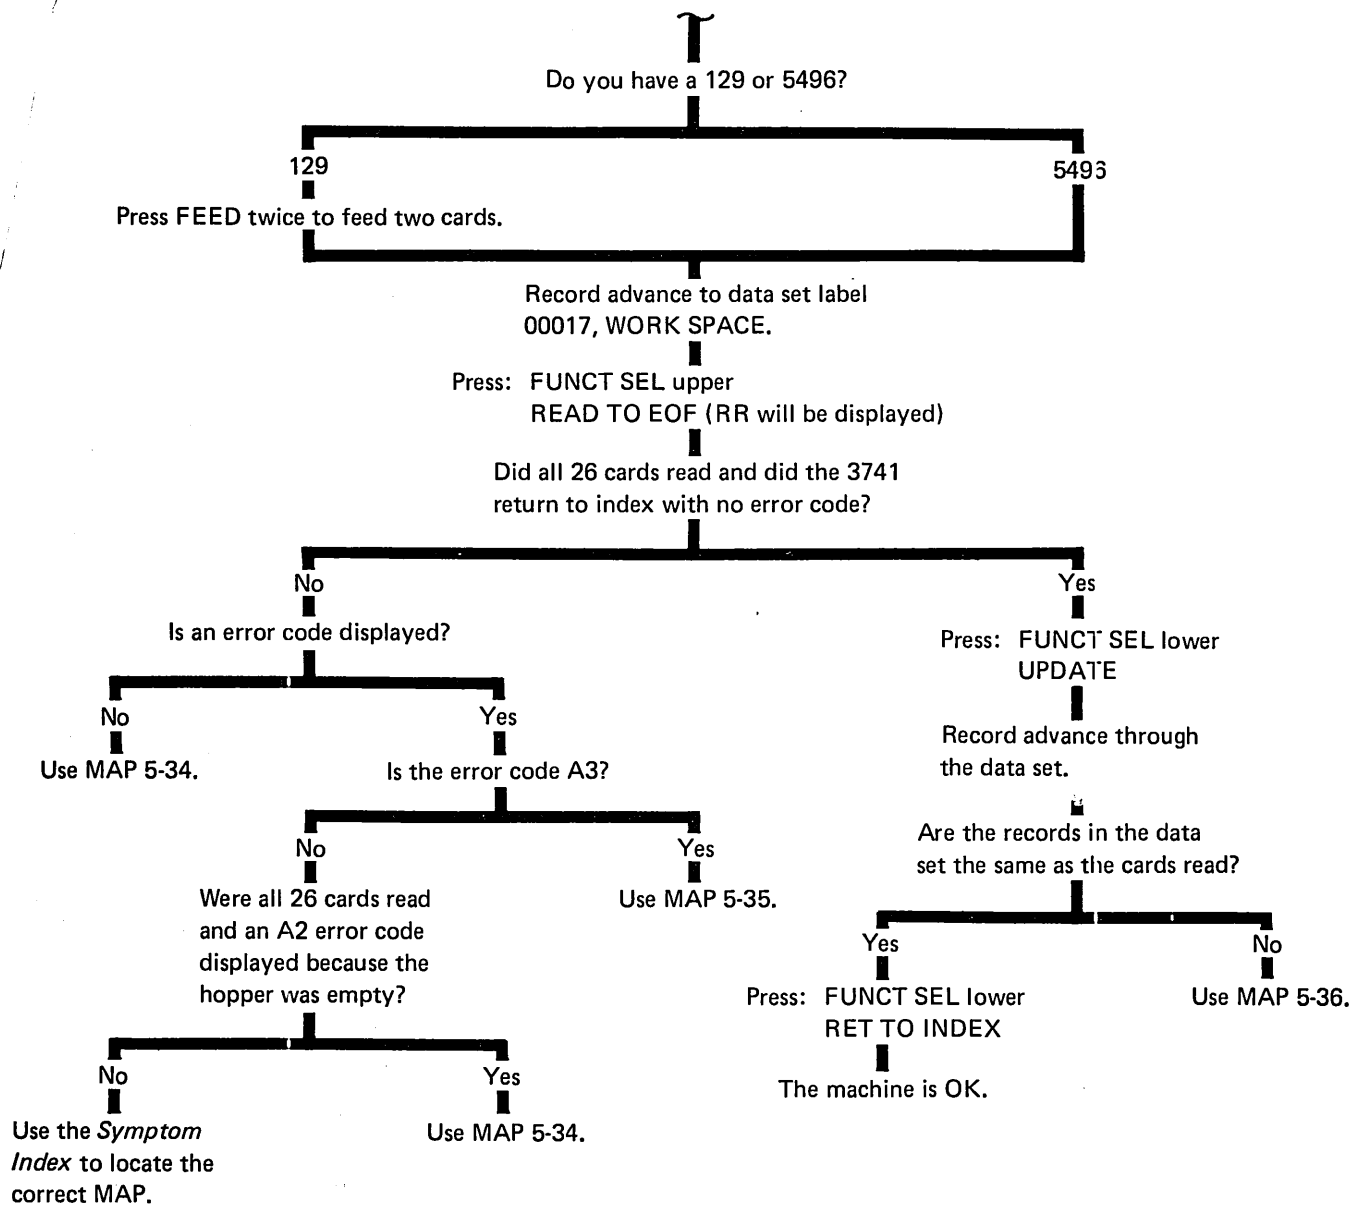 Do you have a 129 or 5496?
129
5496
Press FEED twice to feed two cards.
Record advance to data set label
00017, WORK SPACE.
Press: FUNCT SEL upper
READ TO EOF (RR will be displayed)
Did all 26 cards read and did the 3741
return to index with no error code?
No
Yes
Is an error code displayed?
Press: FUNCT SEL lower
UPDATE
No
Yes
Record advance through
the data set.
Use MAP 5-34.
Is the error code A3?
Are the records in the data
set the same as the cards read?
No
Yes
Were all 26 cards read
and an A2 error code
displayed because the
hopper was empty?
Use MAP 5-35.
Yes
No
Press: FUNCT SEL lower
RET TO INDEX
Use MAP 5-36.
The machine is OK.
No
Yes
Use the Symptom
Index to locate the
correct MAP.
Use MAP 5-34.